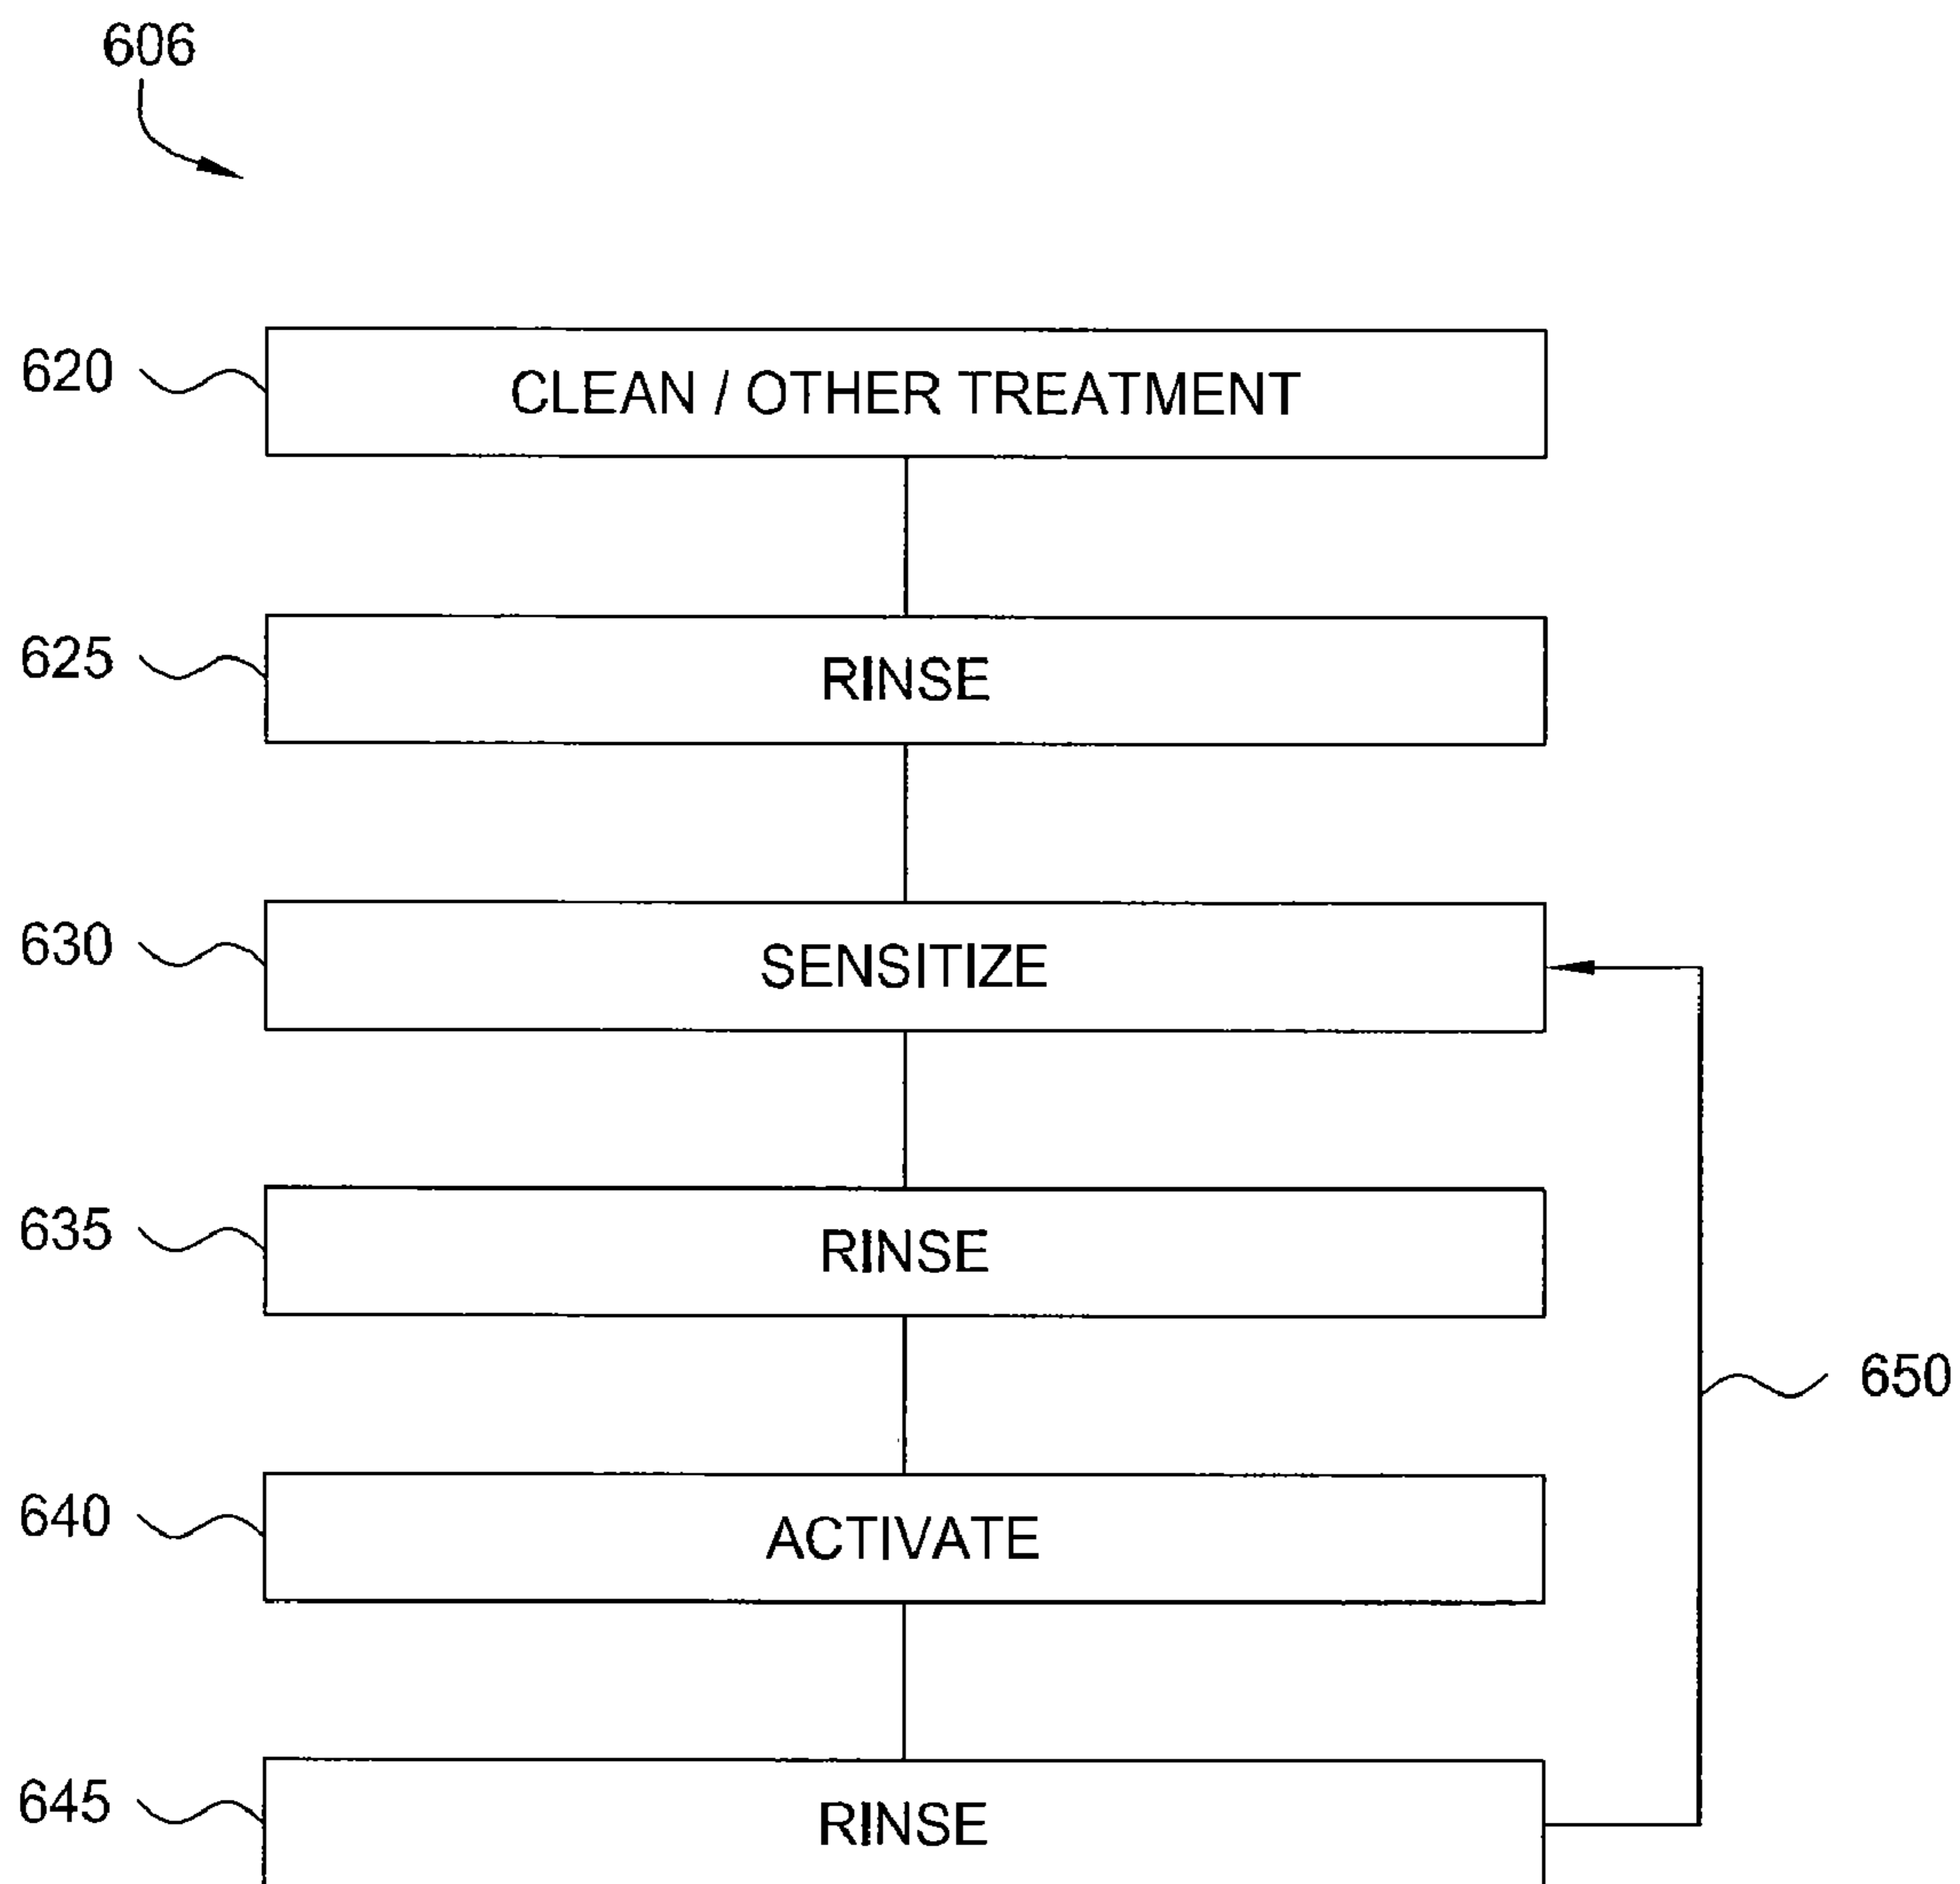 606
620 CLEAN / OTHER TREATMENT
625 RINSE
630 SENSITIZE
635 RINSE
650
640 ACTIVATE
645 RINSE